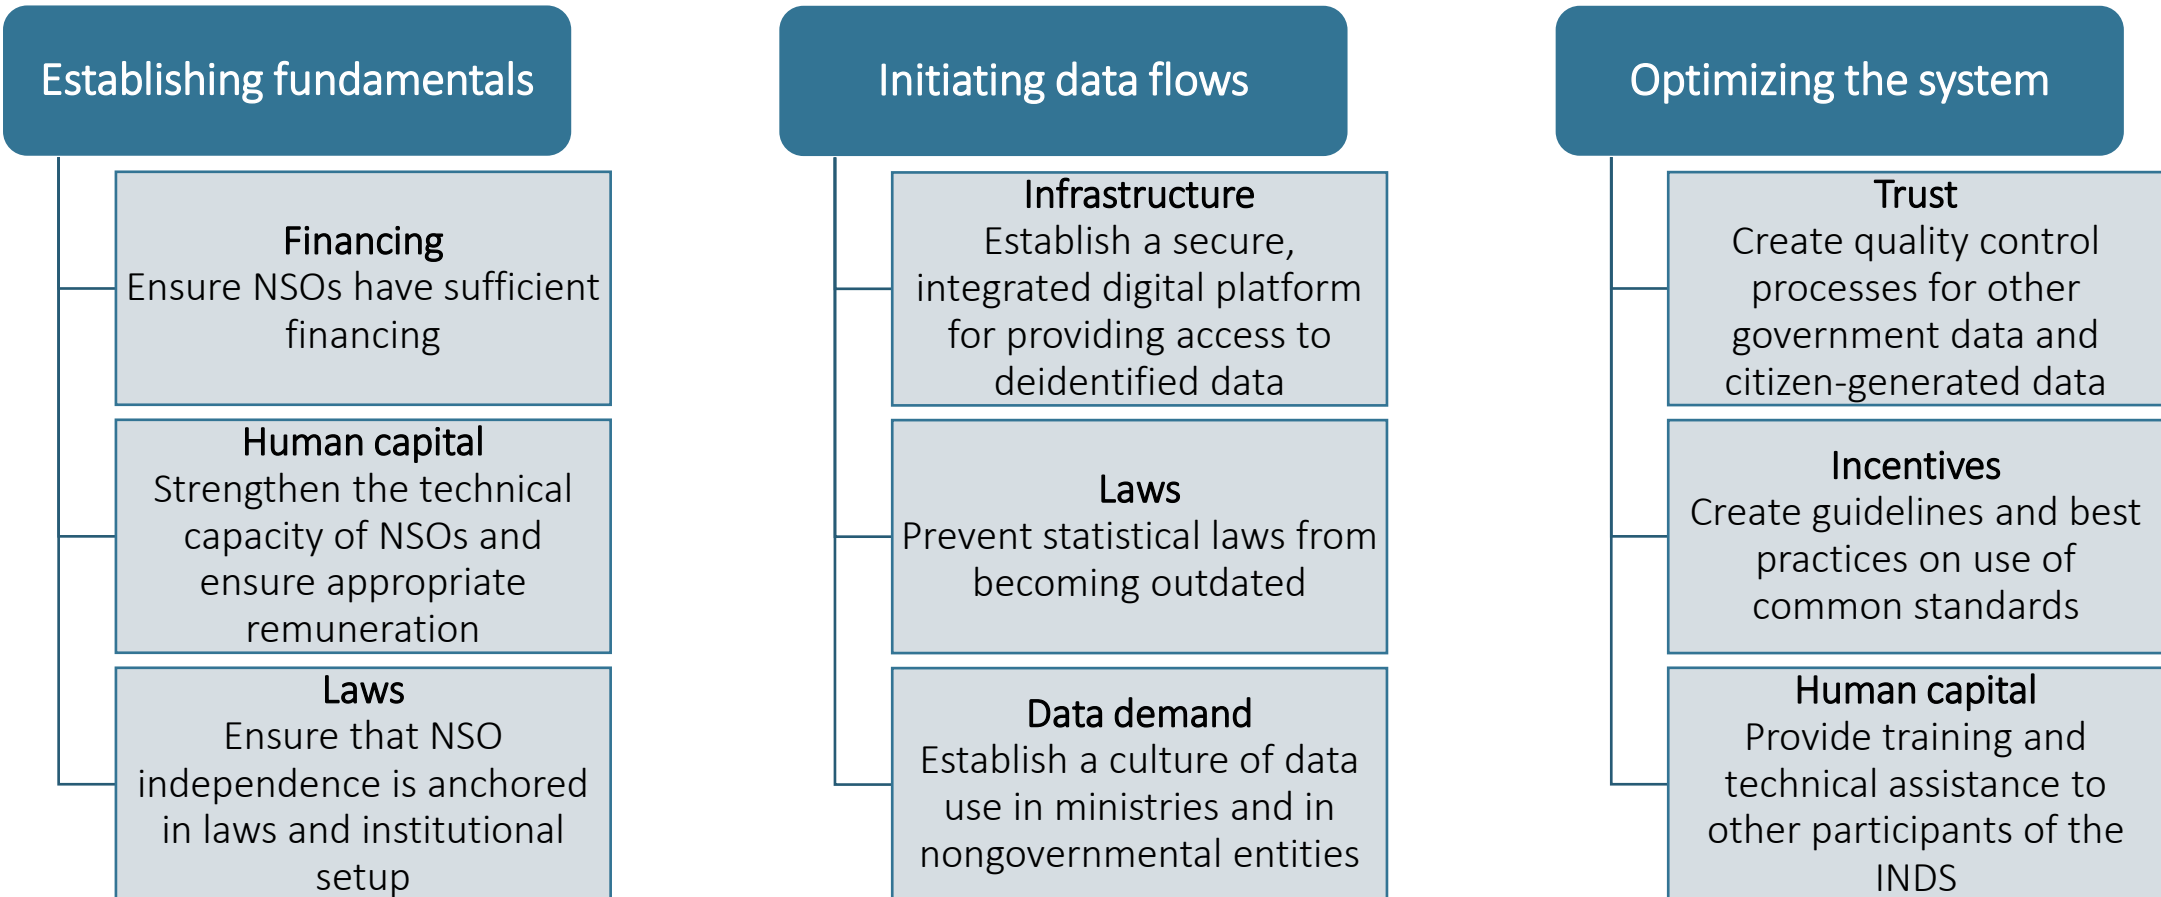 Establishing fundamentals
Financing
Ensure NSOs have sufficient
financing
Human capital
Strengthen the technical
capacity of NSOs and
ensure appropriate
remuneration
Laws
Ensure that NSO
independence is anchored
in laws and institutional
setup
Initiating data flows
Infrastructure
Establish a secure,
integrated digital platform
for providing access to
deidentified data
Laws
Prevent statistical laws from
becoming outdated
Data demand
Establish a culture of data
use in ministries and in
nongovernmental entities
Optimizing the system
Trust
Create quality control
processes for other
government data and
citizen-generated data
Incentives
Create guidelines and best
practices on use of
common standards
Human capital
Provide training and
technical assistance to
other participants of the
INDS